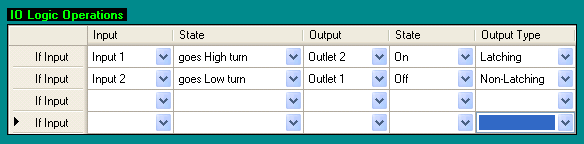 IO Logic Operations
Input State Output State Output Type
If Input Input 1 goes High turn Outlet 2 On Latching
If Input Input 2 goes Low turn Outlet 1 Off Non-Latching
If Input
If Input